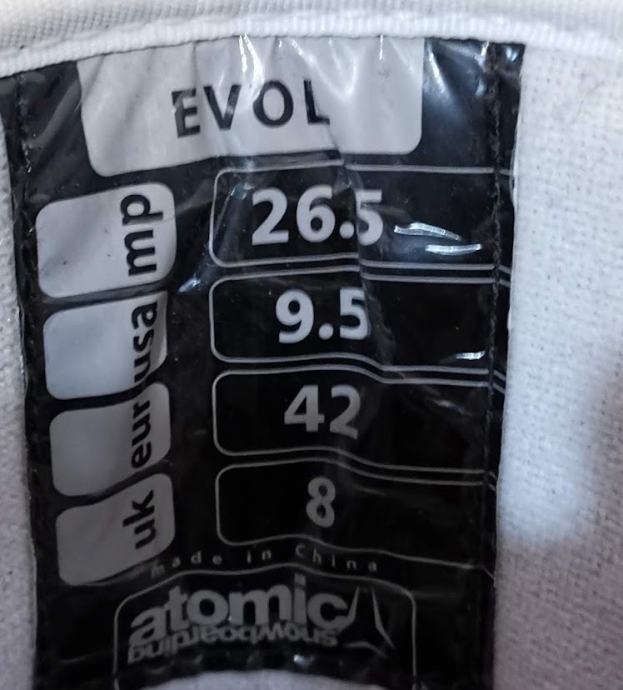 EVOL
mp 26.5
usa 9.5
eur 42
uk 8
made in China
atomic
snowboarding